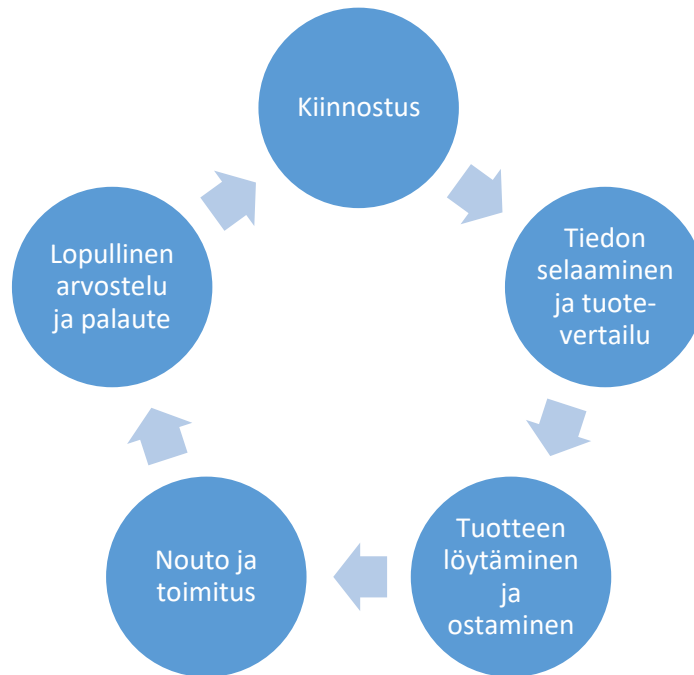 Kiinnostus
Tiedon
selaaminen
ja tuote-
vertailu
Tuotteen
löytäminen
ja
ostaminen
Nouto ja
toimitus
Lopullinen
arvostelu
ja palaute